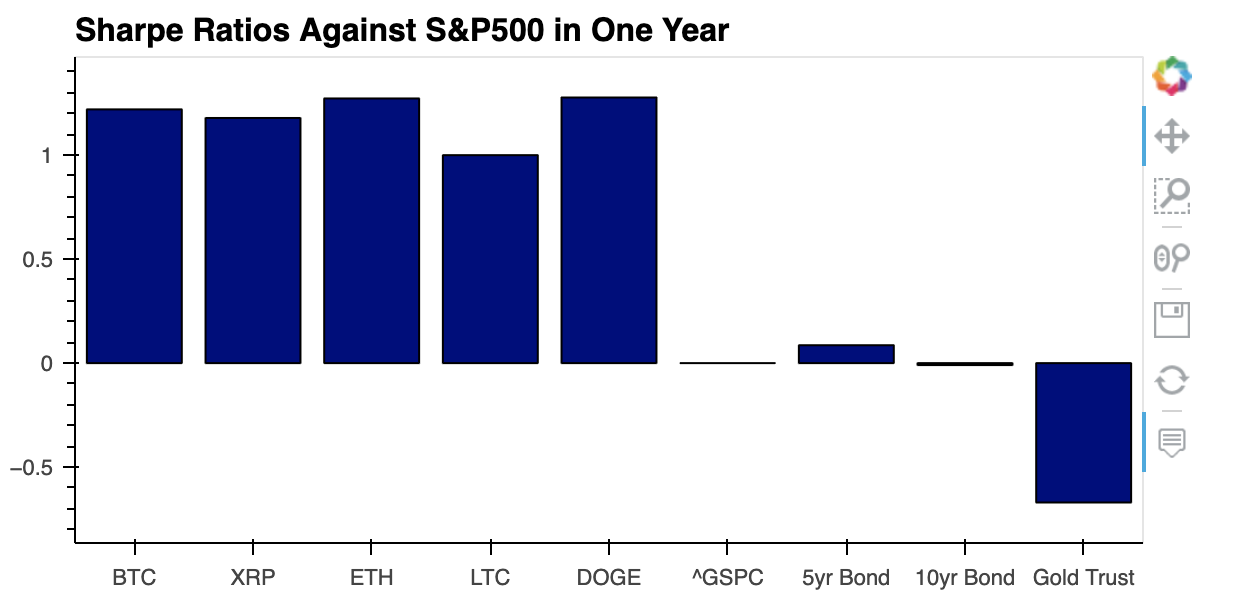 Sharpe Ratios Against S&P500 in One Year
1
0.5
0
−0.5
BTC XRP ETH LTC DOGE ^GSPC 5yr Bond 10yr Bond Gold Trust